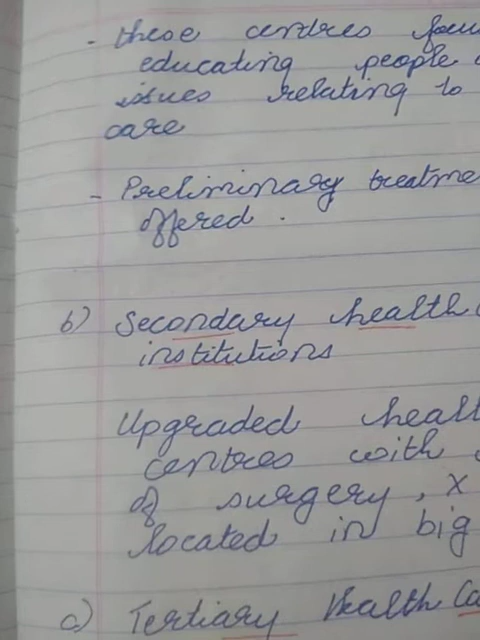 - these centres focu
educating people
issues relating to
care
- Preliminary treatme
offered.
b) Secondary health
institutions
Upgraded healt
centres with
of surgery, X
located in big
c) Tertiary Health Ca